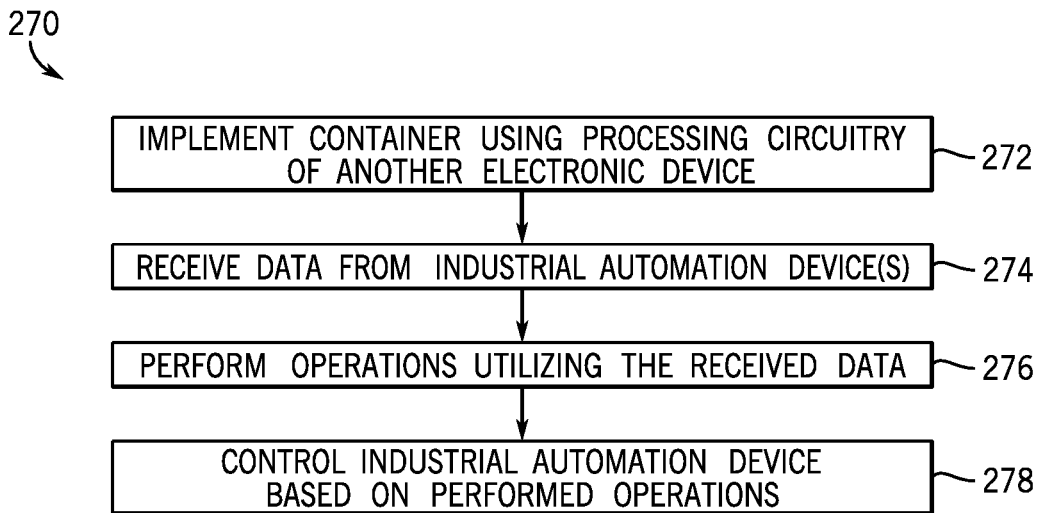 270
IMPLEMENT CONTAINER USING PROCESSING CIRCUITRY
OF ANOTHER ELECTRONIC DEVICE
272
RECEIVE DATA FROM INDUSTRIAL AUTOMATION DEVICE(S)
274
PERFORM OPERATIONS UTILIZING THE RECEIVED DATA
276
CONTROL INDUSTRIAL AUTOMATION DEVICE
BASED ON PERFORMED OPERATIONS
278